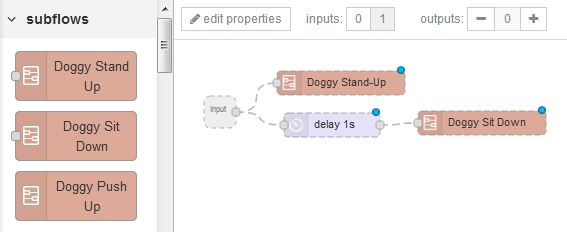 subflows
Doggy Stand
Up
Doggy Sit
Down
Doggy Push
Up
edit properties inputs: 0 1 outputs: - 0 +
Doggy Stand-Up
Input
delay 1s
Doggy Sit Down